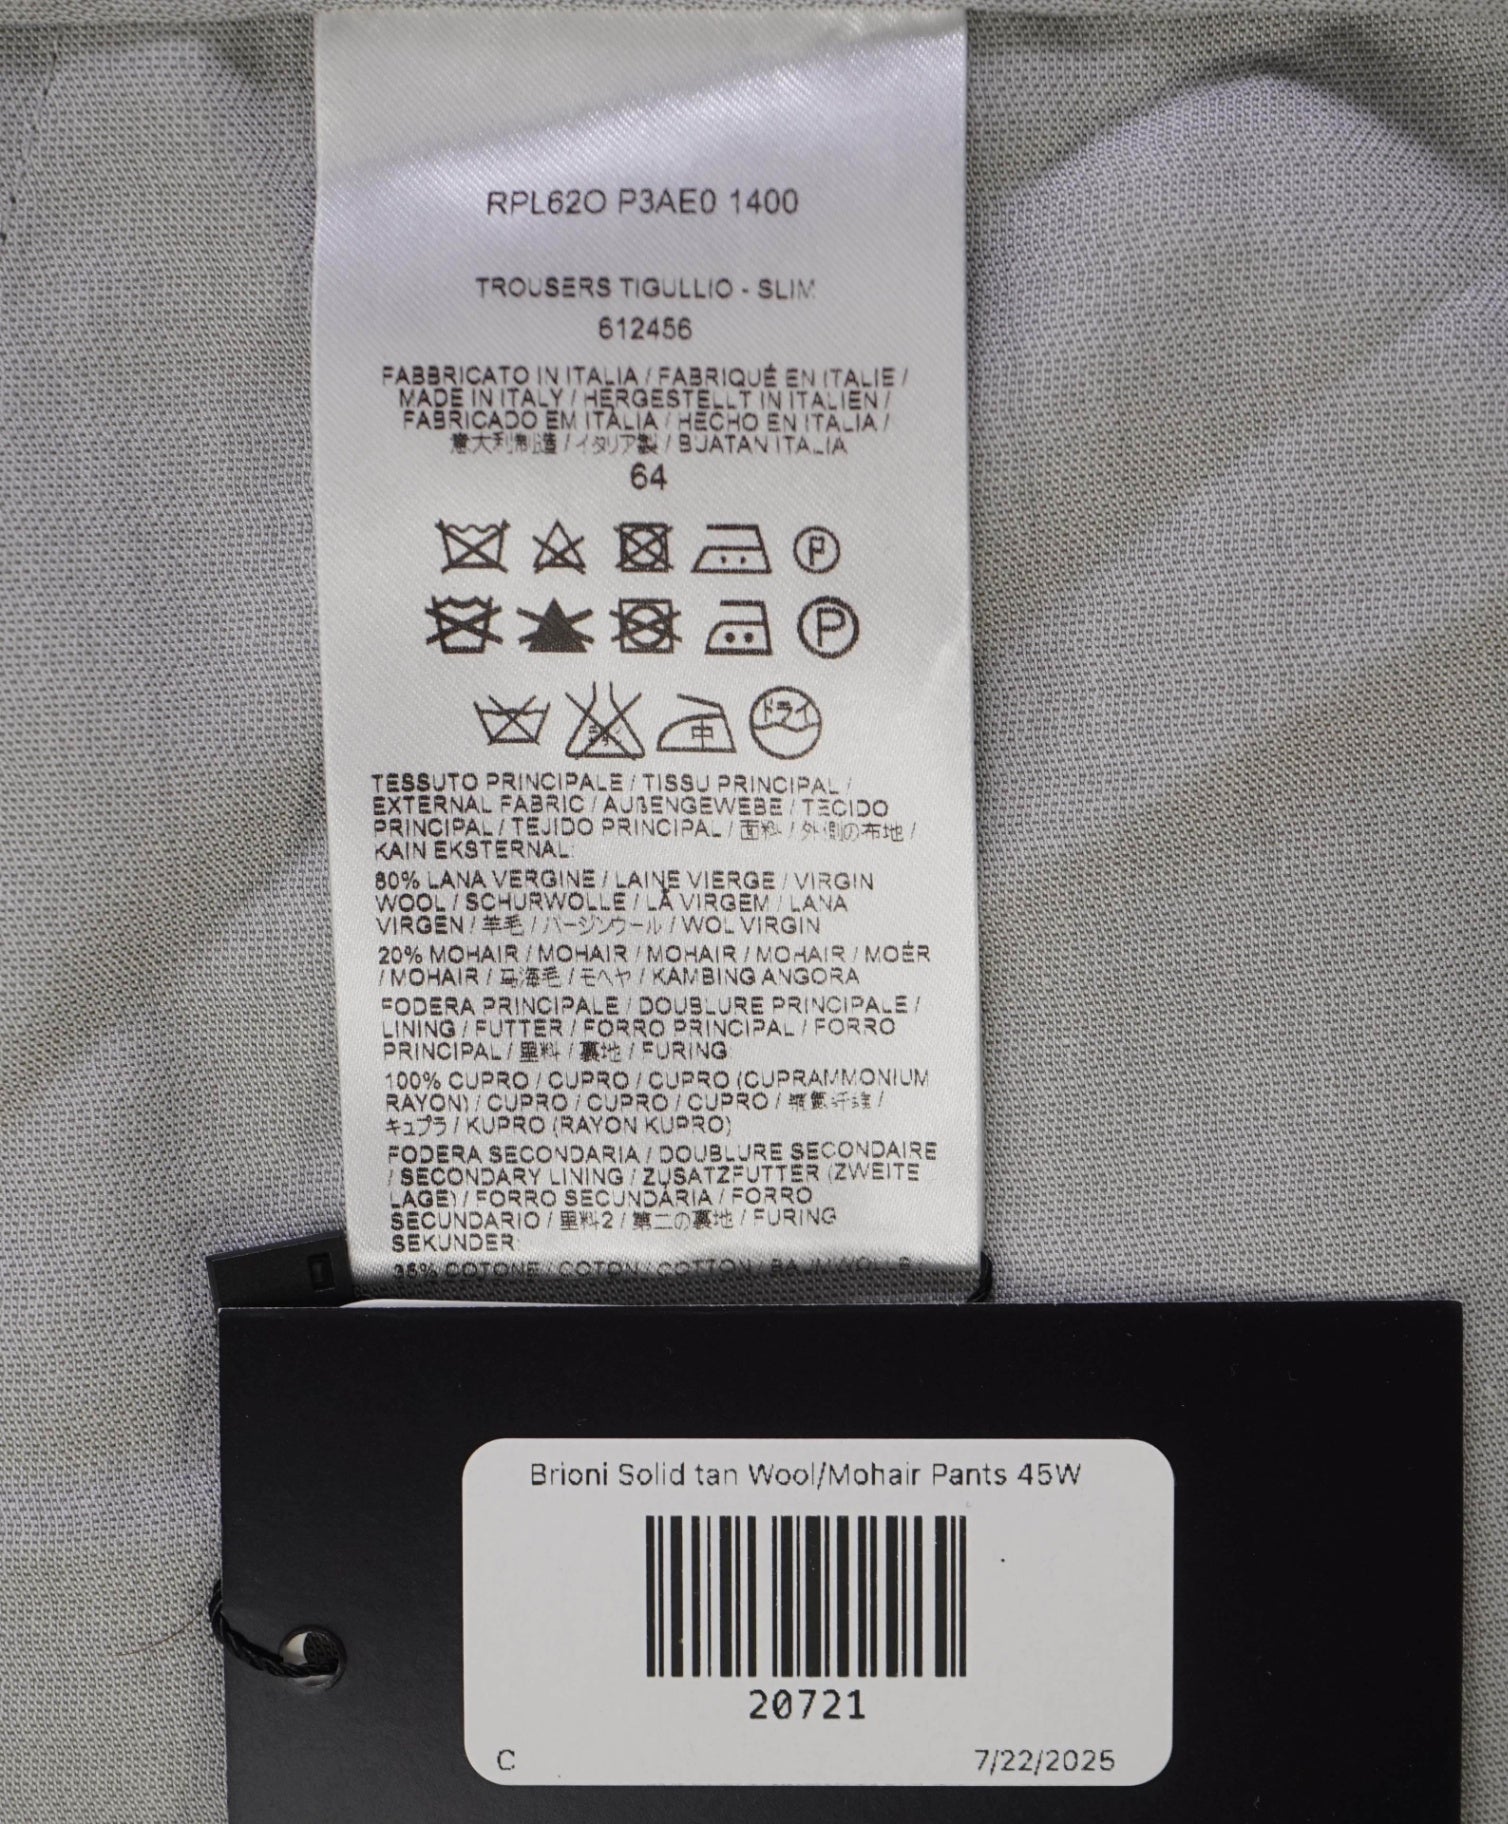 RPL62O P3AE0 1400
TROUSERS TIGULLIO - SLIM
612456
FABBRICATO IN ITALIA / FABRIQUÉ EN ITALIE /
MADE IN ITALY / HERGESTELLT IN ITALIEN /
FABRICADO EM ITÁLIA / HECHO EN ITALIA /
意大利制造 / イタリア製 / BUATAN ITALIA
64
P
P
中
ドライ
TESSUTO PRINCIPALE / TISSU PRINCIPAL /
EXTERNAL FABRIC / AUßENGEWEBE / TECIDO
PRINCIPAL / TEJIDO PRINCIPAL / 面料 / 外側の布地 /
KAIN EKSTERNAL:
80% LANA VERGINE / LAINE VIERGE / VIRGIN
WOOL / SCHURWOLLE / LÃ VIRGEM / LANA
VIRGEN / 羊毛 / バージンウール / WOL VIRGIN
20% MOHAIR / MOHAIR / MOHAIR / MOHAIR / MOÉR
/ MOHAIR / 马海毛 / モヘヤ / KAMBING ANGORA
FODERA PRINCIPALE / DOUBLURE PRINCIPALE /
LINING / FUTTER / FORRO PRINCIPAL / FORRO
PRINCIPAL / 里料 / 裏地 / FURING:
100% CUPRO / CUPRO / CUPRO (CUPRAMMONIUM
RAYON) / CUPRO / CUPRO / CUPRO / /
キュプラ / KUPRO (RAYON KUPRO)
FODERA SECONDARIA / DOUBLURE SECONDAIRE
/ SECONDARY LINING / ZUSATZFUTTER (ZWEITE
LAGE) / FORRO SECUNDÁRIA / FORRO
SECUNDARIO / 里料2 / 第二の裏地 / FURING
SEKUNDER:
COTONE / COTON / COTTON /
Brioni Solid tan Wool/Mohair Pants 45W
20721
C 7/22/2025